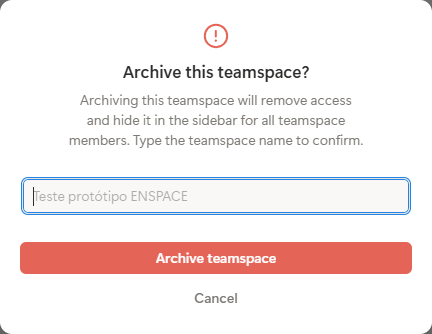 Archive this teamspace?
Archiving this teamspace will remove access
and hide it in the sidebar for all teamspace
members. Type the teamspace name to confirm.
Teste protótipo ENSPACE
Archive teamspace
Cancel